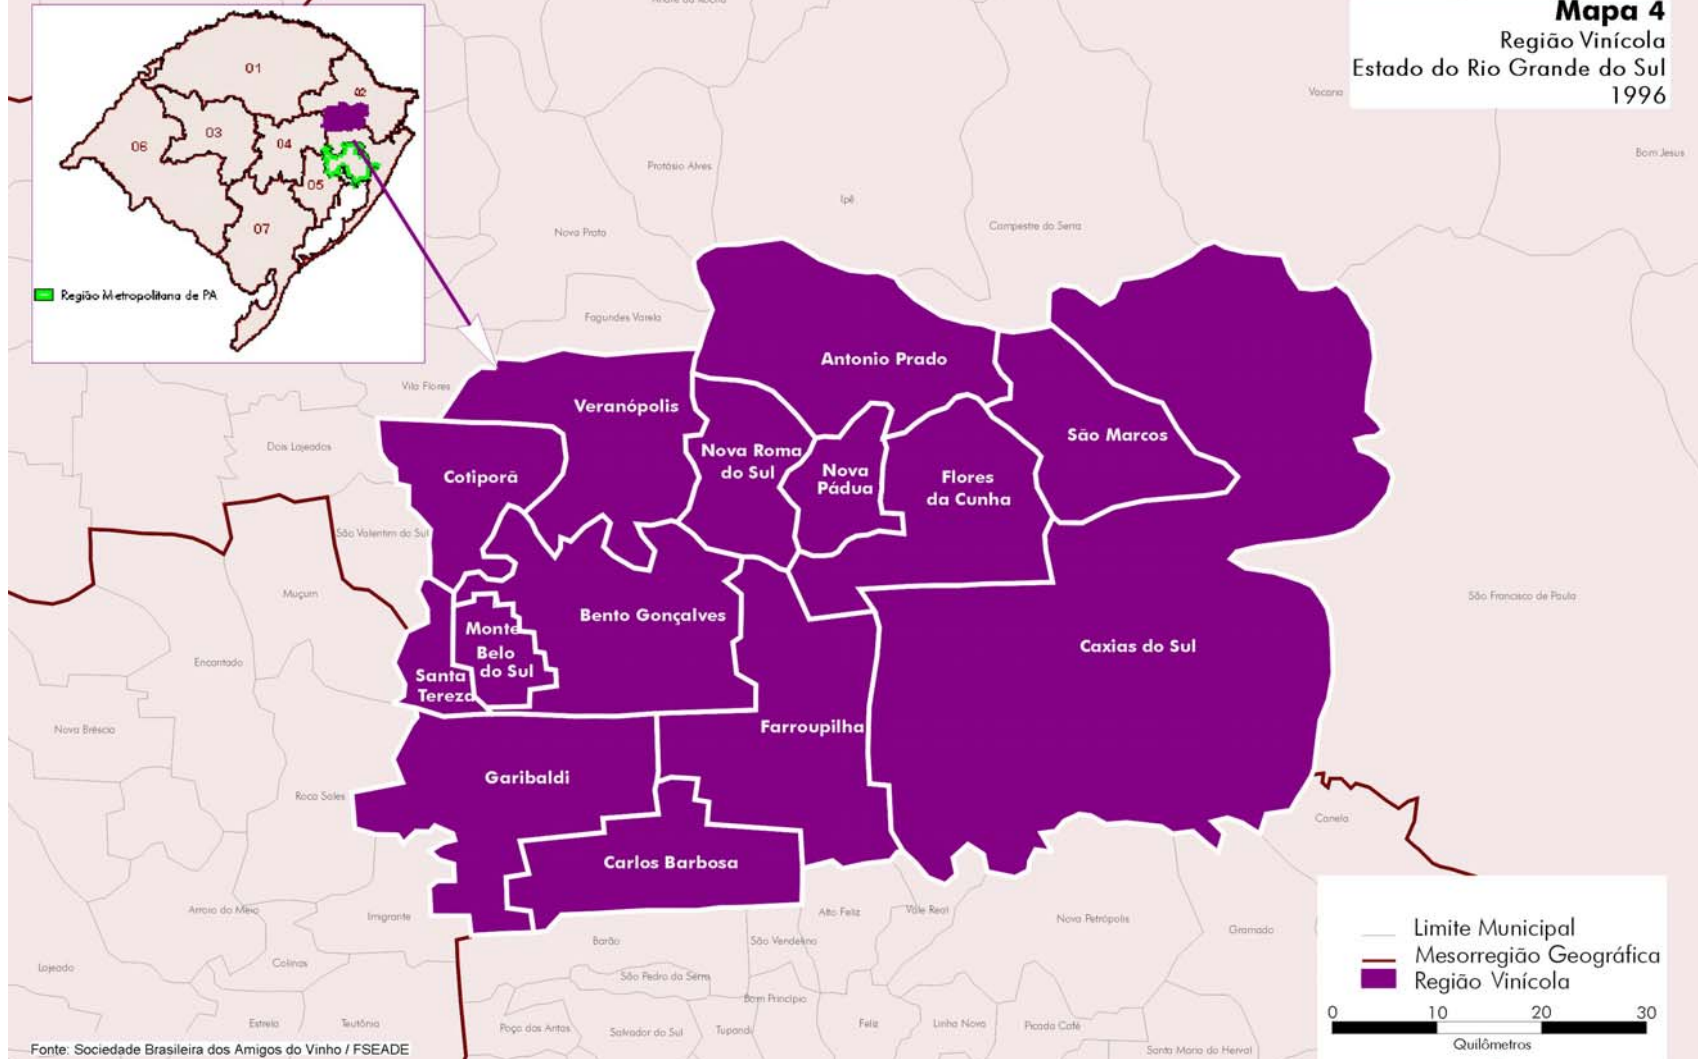 Mapa 4
Região Vinícola
Estado do Rio Grande do Sul
1996
01
02
03
04
05
06
07
Região Metropolitana de PA
Vacaria
Bom Jesus
Protásio Alves
Ipê
Nova Prata
Campestre da Serra
Fagundes Varela
Vila Flores
Dois Lajeados
São Valentim do Sul
Muçum
Encantado
Nova Bréscia
Roca Sales
São Francisco de Paula
Canela
Antonio Prado
Veranópolis
São Marcos
Nova Roma
do Sul
Nova
Pádua
Cotiporã
Flores
da Cunha
Bento Gonçalves
Monte
Belo
do Sul
Santa
Tereza
Caxias do Sul
Farroupilha
Garibaldi
Carlos Barbosa
Arroio do Meio
Imigrante
Alto Feliz
Vale Real
Nova Petrópolis
Gramado
Barão
São Vendelino
Lajeado
Colinas
São Pedro da Serra
Bom Princípio
Estrela
Teutônia
Poço das Antas
Salvador do Sul
Tupandi
Feliz
Linha Nova
Picada Café
Santa Maria do Herval
Limite Municipal
Mesorregião Geográfica
Região Vinícola
0 10 20 30
Quilômetros
Fonte: Sociedade Brasileira dos Amigos do Vinho / FSEADE